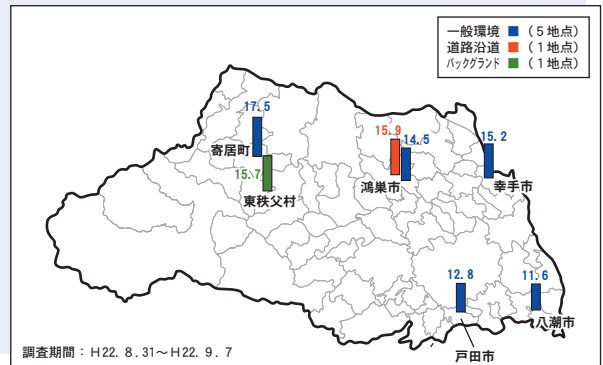 一般環境 ■ (5地点)
道路沿道 ■ (1地点)
バックグランド ■ (1地点)
17.5
寄居町
15.7
東秩父村
15.9
14.5
鴻巣市
15.2
幸手市
12.8
戸田市
11.6
八潮市
調査期間：H22.8.31～H22.9.7